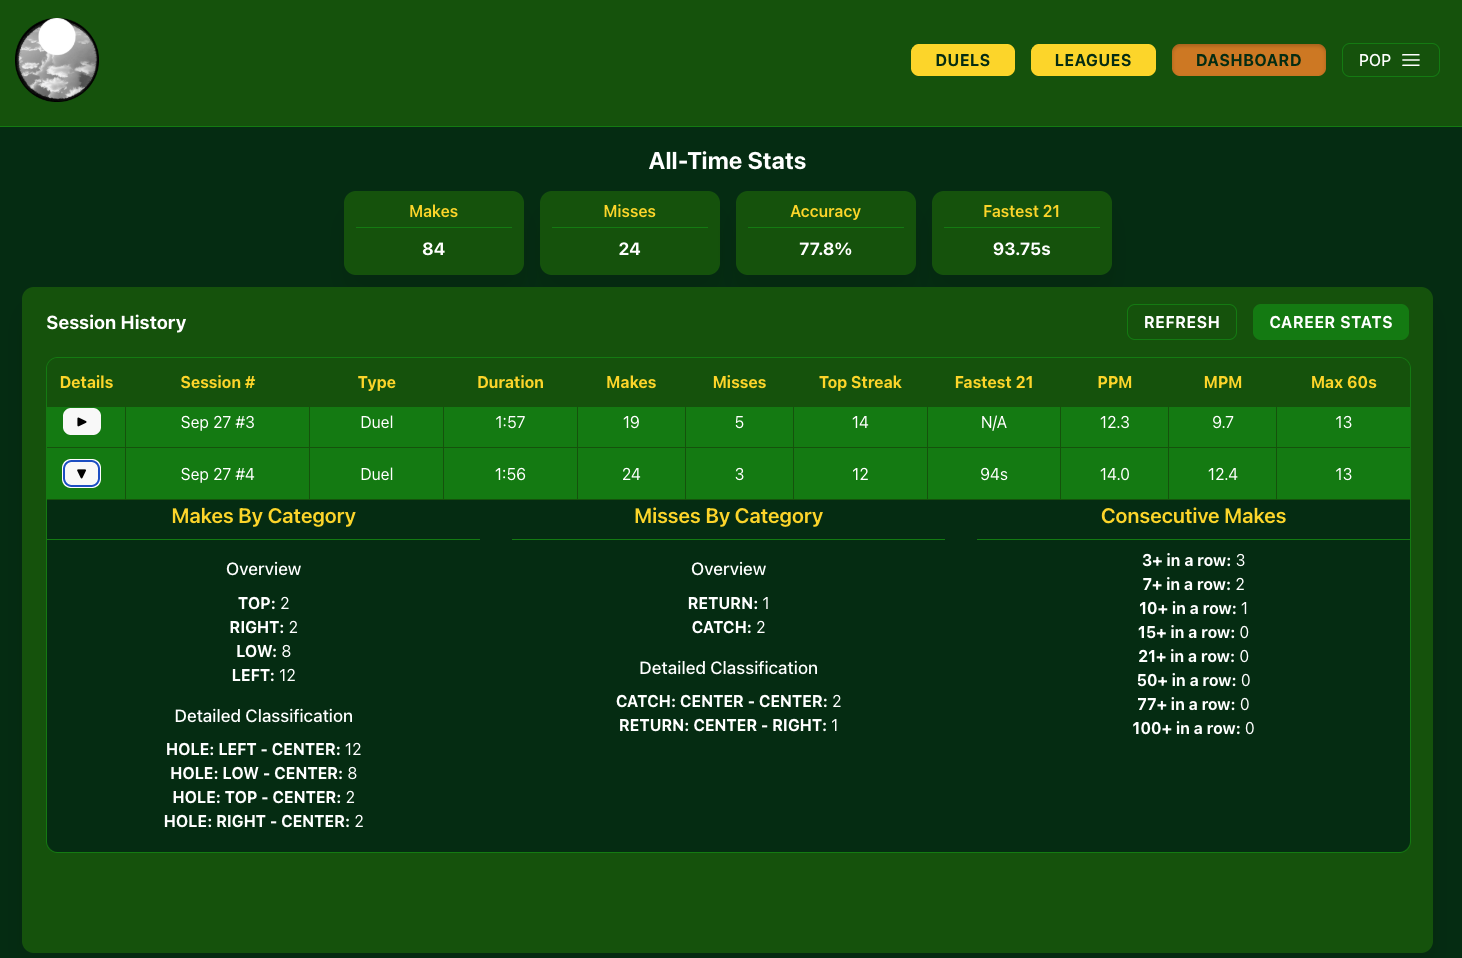 DUELS LEAGUES DASHBOARD POP
All-Time Stats
Makes Misses Accuracy Fastest 21
84 24 77.8% 93.75s
Session History REFRESH CAREER STATS
Details Session # Type Duration Makes Misses Top Streak Fastest 21 PPM MPM Max 60s
Sep 27 #3 Duel 1:57 19 5 14 N/A 12.3 9.7 13
Sep 27 #4 Duel 1:56 24 3 12 94s 14.0 12.4 13
Makes By Category
Overview
TOP: 2
RIGHT: 2
LOW: 8
LEFT: 12
Detailed Classification
HOLE: LEFT - CENTER: 12
HOLE: LOW - CENTER: 8
HOLE: TOP - CENTER: 2
HOLE: RIGHT - CENTER: 2
Misses By Category
Overview
RETURN: 1
CATCH: 2
Detailed Classification
CATCH: CENTER - CENTER: 2
RETURN: CENTER - RIGHT: 1
Consecutive Makes
3+ in a row: 3
7+ in a row: 2
10+ in a row: 1
15+ in a row: 0
21+ in a row: 0
50+ in a row: 0
77+ in a row: 0
100+ in a row: 0